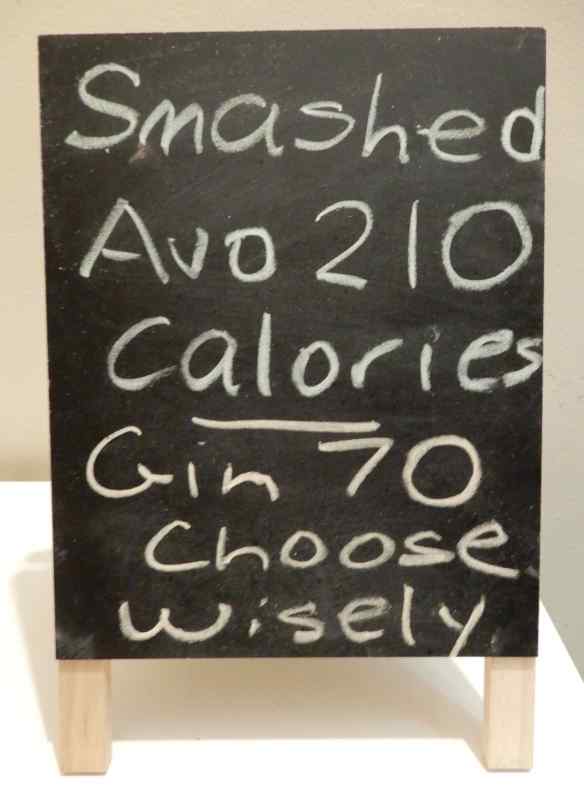 Smashed
Avo 210
Calories
Gin 70
Choose
Wisely